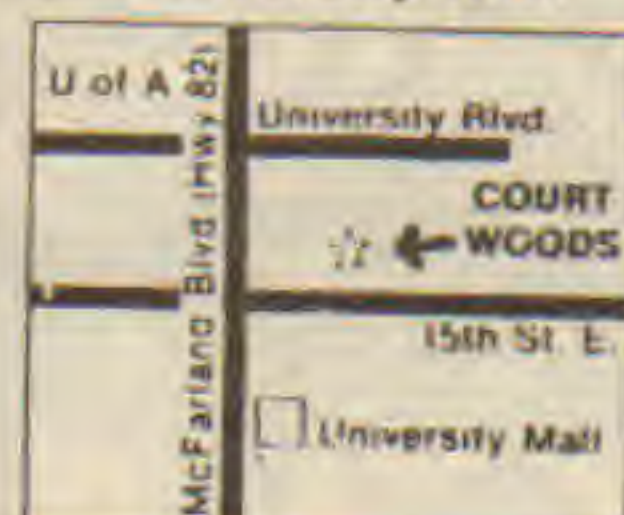 U of A
McFarland Blvd (Hwy 82)
University Blvd.
COURT
WOODS
15th St. E.
University Mall